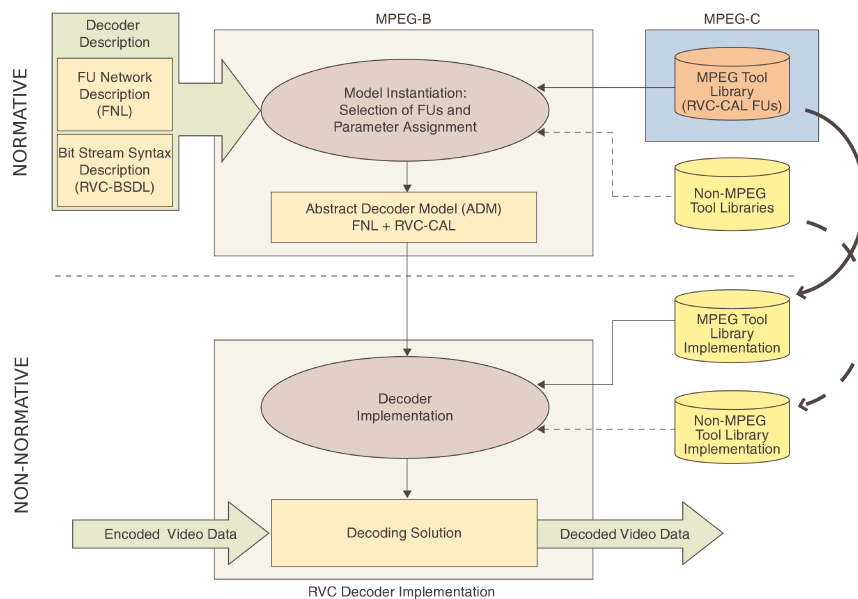 MPEG-B
MPEG-C
NORMATIVE
Decoder
Description
FU Network
Description
(FNL)
Bit Stream Syntax
Description
(RVC-BSDL)
Model Instantiation:
Selection of FUs and
Parameter Assignment
MPEG Tool
Library
(RVC-CAL FUs)
Non-MPEG
Tool Libraries
Abstract Decoder Model (ADM)
FNL + RVC-CAL
NON-NORMATIVE
MPEG Tool
Library
Implementation
Decoder
Implementation
Non-MPEG
Tool Library
Implementation
Encoded Video Data
Decoding Solution
Decoded Video Data
RVC Decoder Implementation